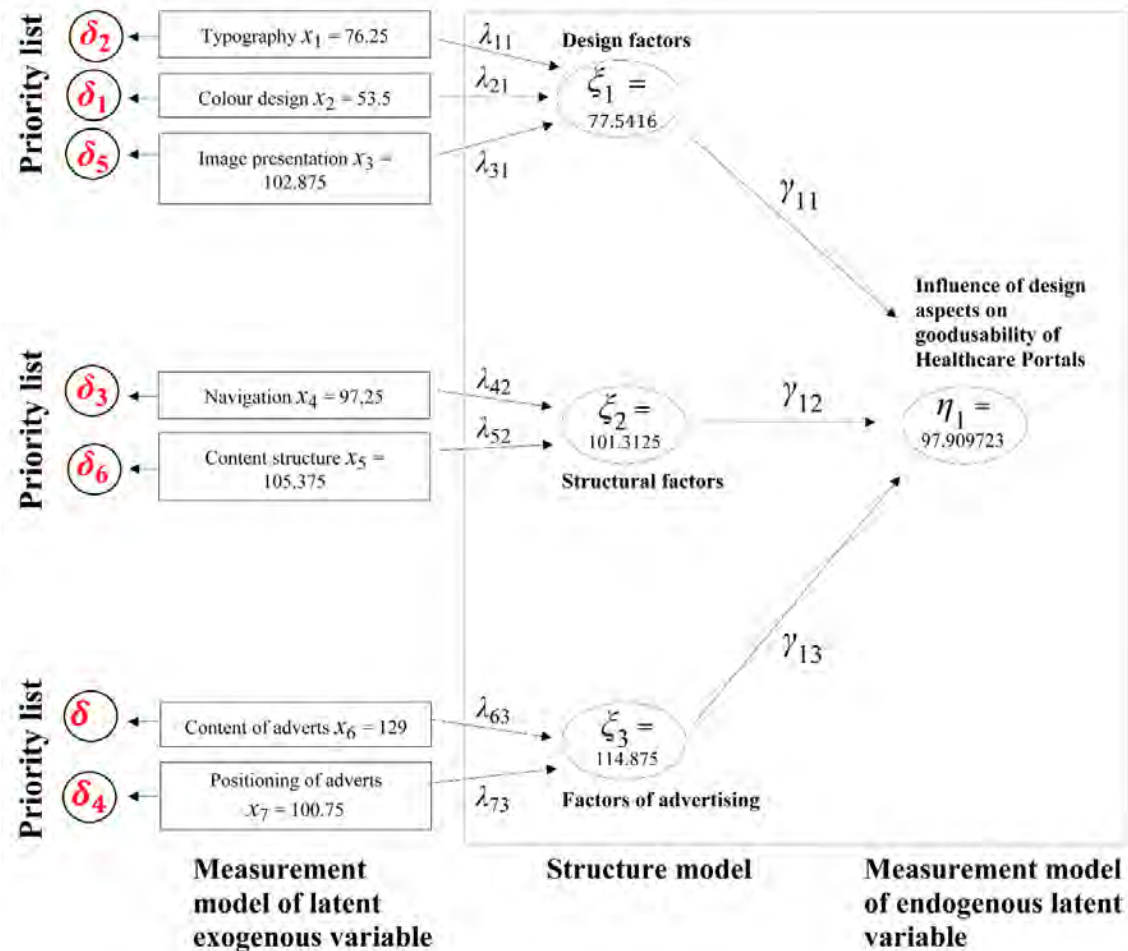 Priority list
δ2
Typography x1 = 76.25
λ11
Design factors
δ1
Colour design x2 = 53.5
λ21
ξ1 =
77.5416
δ5
Image presentation x3 =
102.875
λ31
γ11
Influence of design
aspects on
goodusability of
Healthcare Portals
Priority list
δ3
Navigation x4 = 97,25
λ42
ξ2 =
101.3125
γ12
η1 =
97.909723
δ6
Content structure x5 =
105,375
λ52
Structural factors
γ13
Priority list
δ
Content of adverts x6 = 129
λ63
ξ3 =
114.875
δ4
Positioning of adverts
x7 = 100.75
λ73
Factors of advertising
Measurement
model of latent
exogenous variable
Structure model
Measurement model
of endogenous latent
variable